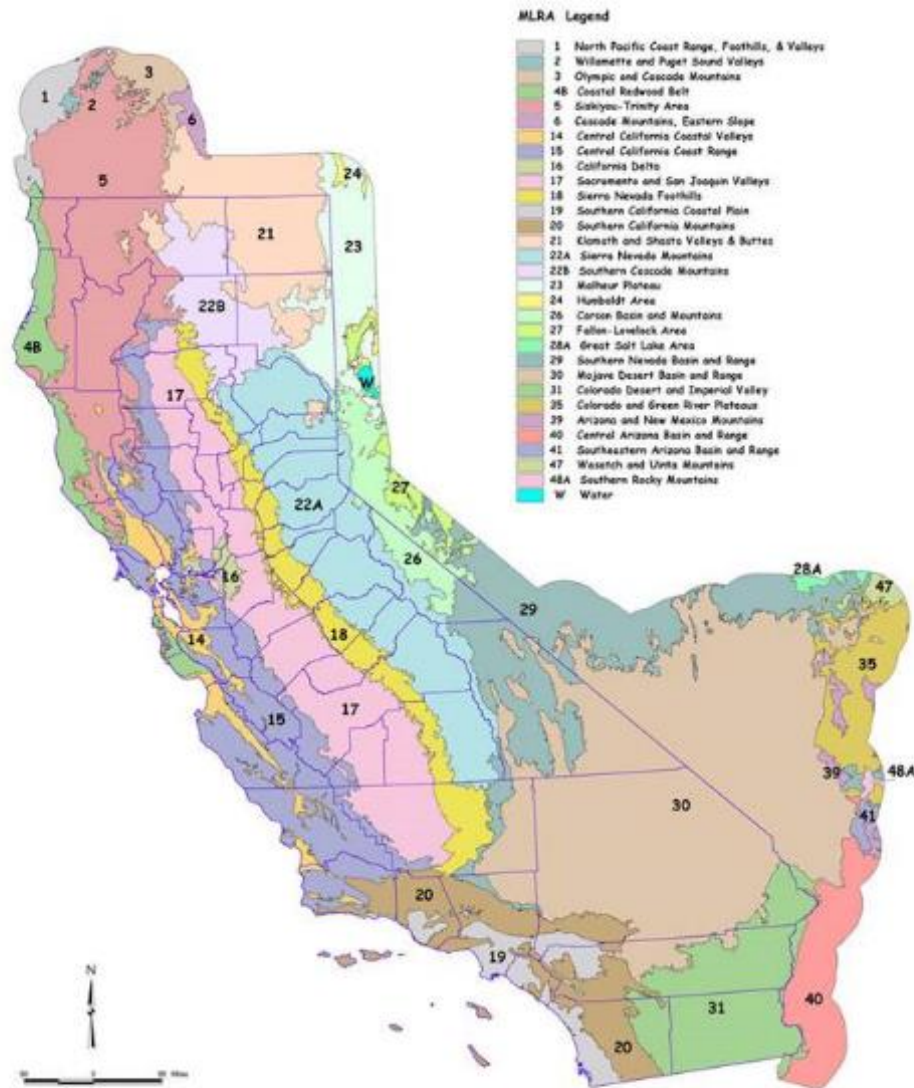 MLRA Legend
1 North Pacific Coast Range, Foothills, & Valleys
2 Willamette and Puget Sound Valleys
3 Olympic and Cascade Mountains
4B Coastal Redwood Belt
5 Siskiyou-Trinity Area
6 Cascade Mountains, Eastern Slope
14 Central California Coastal Valleys
15 Central California Coast Range
16 California Delta
17 Sacramento and San Joaquin Valleys
18 Sierra Nevada Foothills
19 Southern California Coastal Plain
20 Southern California Mountains
21 Klamath and Shasta Valleys & Buttes
22A Sierra Nevada Mountains
22B Southern Cascade Mountains
23 Malheur Plateau
24 Humboldt Area
26 Carson Basin and Mountains
27 Fallon-Lovelock Area
28A Great Salt Lake Area
29 Southern Nevada Basin and Range
30 Mojave Desert Basin and Range
31 Colorado Desert and Imperial Valley
35 Colorado and Green River Plateaus
39 Arizona and New Mexico Mountains
40 Central Arizona Basin and Range
41 Southeastern Arizona Basin and Range
47 Wasatch and Uinta Mountains
48A Southern Rocky Mountains
W Water
3
1
2
6
24
5
21
23
22B
4B
W
17
27
22A
26
28A
47
16
29
14
18
35
15
17
39
48A
30
41
20
19
N
40
31
20
Miles